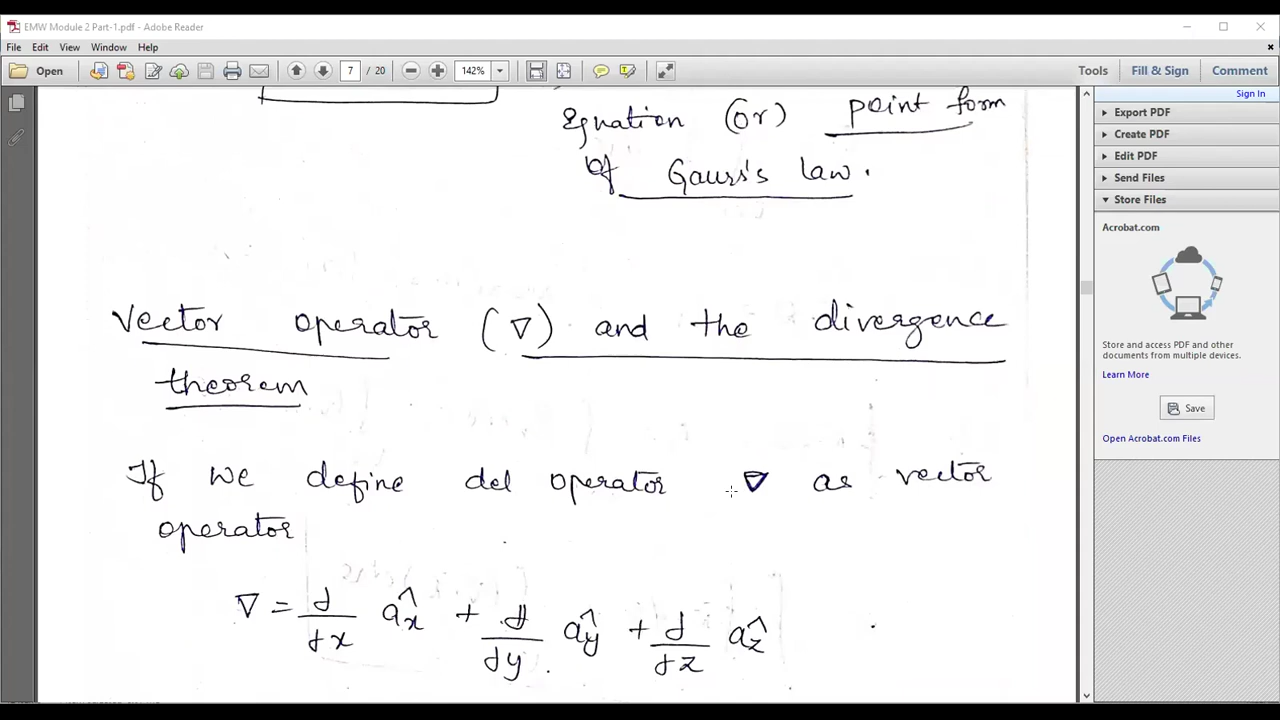 EMW Module 2 Part-1.pdf - Adobe Reader
File Edit View Window Help
Open 7 / 20 142% Tools Fill & Sign Comment
Sign In
Export PDF
Create PDF
Edit PDF
Send Files
Store Files
Acrobat.com
Store and access PDF and other
documents from multiple devices.
Learn More
Save
Open Acrobat.com Files
Equation (or) point form
of Gauss's law.
Vector operator (∇) and the divergence
theorem
If we define del operator ∇ as vector
operator
∇ = ∂/∂x âx + ∂/∂y ây + ∂/∂z âz